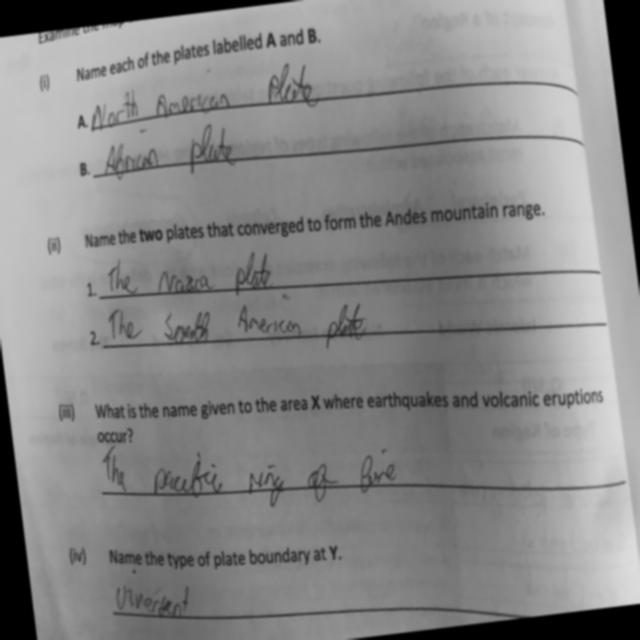 Examine the map
(i) Name each of the plates labelled A and B.
A. North American Plate
B. African plate
(ii) Name the two plates that converged to form the Andes mountain range.
1. The nazca plate
2. The South American plate
(iii) What is the name given to the area X where earthquakes and volcanic eruptions
occur?
The ring of fire
(iv) Name the type of plate boundary at Y.